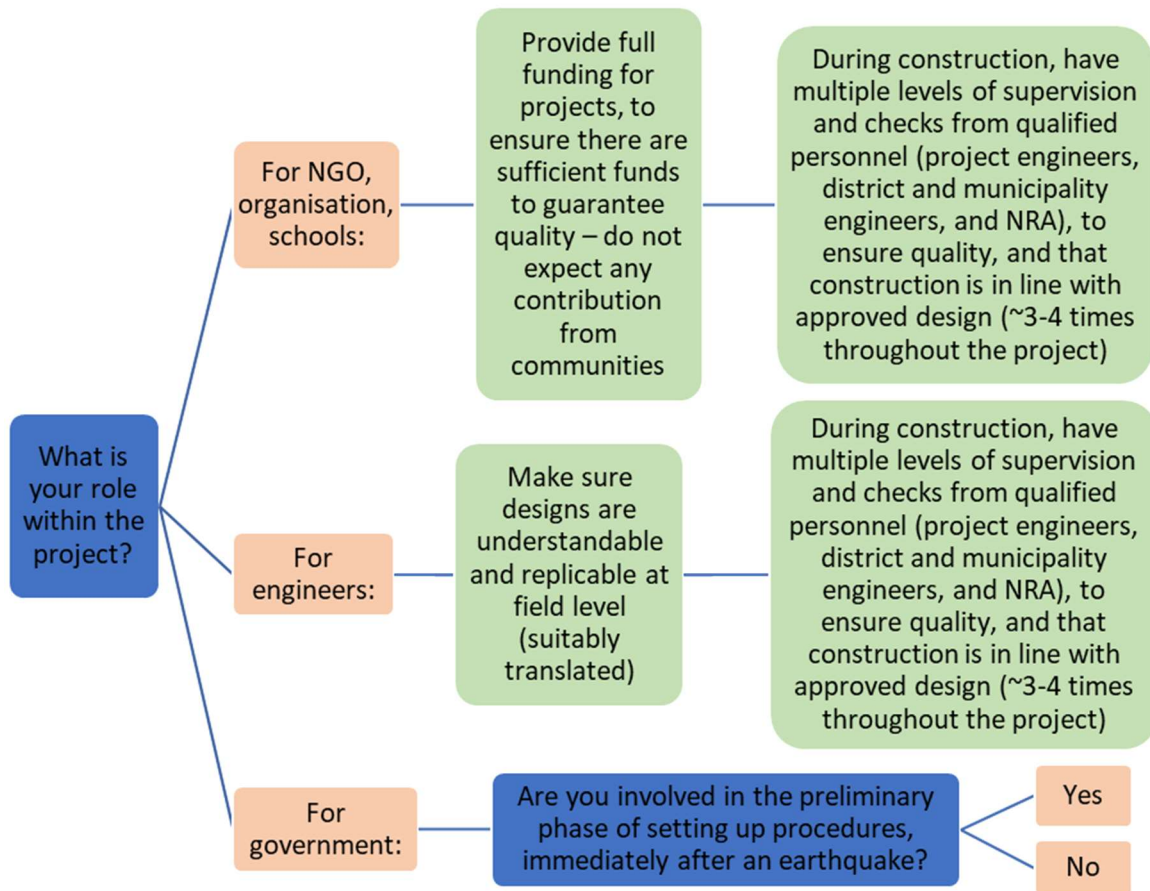 What is
your role
within the
project?
For NGO,
organisation,
schools:
Provide full
funding for
projects, to
ensure there are
sufficient funds
to guarantee
quality – do not
expect any
contribution
from
communities
During construction, have
multiple levels of supervision
and checks from qualified
personnel (project engineers,
district and municipality
engineers, and NRA), to
ensure quality, and that
construction is in line with
approved design (~3-4 times
throughout the project)
For
engineers:
Make sure
designs are
understandable
and replicable at
field level
(suitably
translated)
During construction, have
multiple levels of supervision
and checks from qualified
personnel (project engineers,
district and municipality
engineers, and NRA), to
ensure quality, and that
construction is in line with
approved design (~3-4 times
throughout the project)
For
government:
Are you involved in the preliminary
phase of setting up procedures,
immediately after an earthquake?
Yes
No